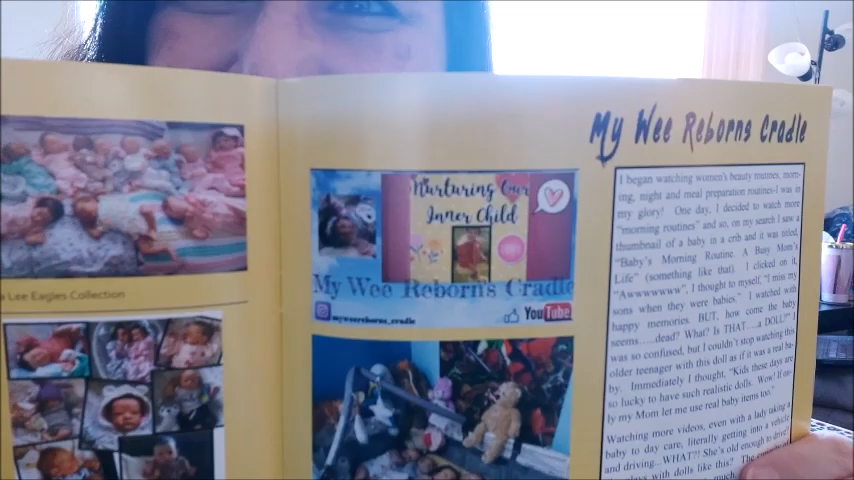 a Lee Eagles Collection
Nurturing Our
Inner Child
My Wee Reborn's Cradle
myweereborns_cradle
YouTube
My Wee Reborns Cradle
I began watching women's beauty routines, morn-
ing, night and meal preparation routines-I was in
my glory! One day, I decided to watch more
"morning routines" and so, on my search I saw a
thumbnail of a baby in a crib and it was titled,
"Baby's Morning Routine. A Busy Mom's
Life" (something like that). I clicked on it,
"Awwwwwww", I thought to myself, "I miss my
sons when they were babies." I watched with
happy memories. BUT, how come the baby
seems.....dead? What? Is THAT....a DOLL!" I
was so confused, but I couldn't stop watching this
older teenager with this doll as if it was a real ba-
by. Immediately I thought, "Kids these days are
so lucky to have such realistic dolls. Wow! If on-
ly my Mom let me use real baby items too."
Watching more videos, even with a lady taking a
baby to day care, literally getting into a vehicle
and driving... WHAT?! She's old enough to drive
plays with dolls like this? The
much